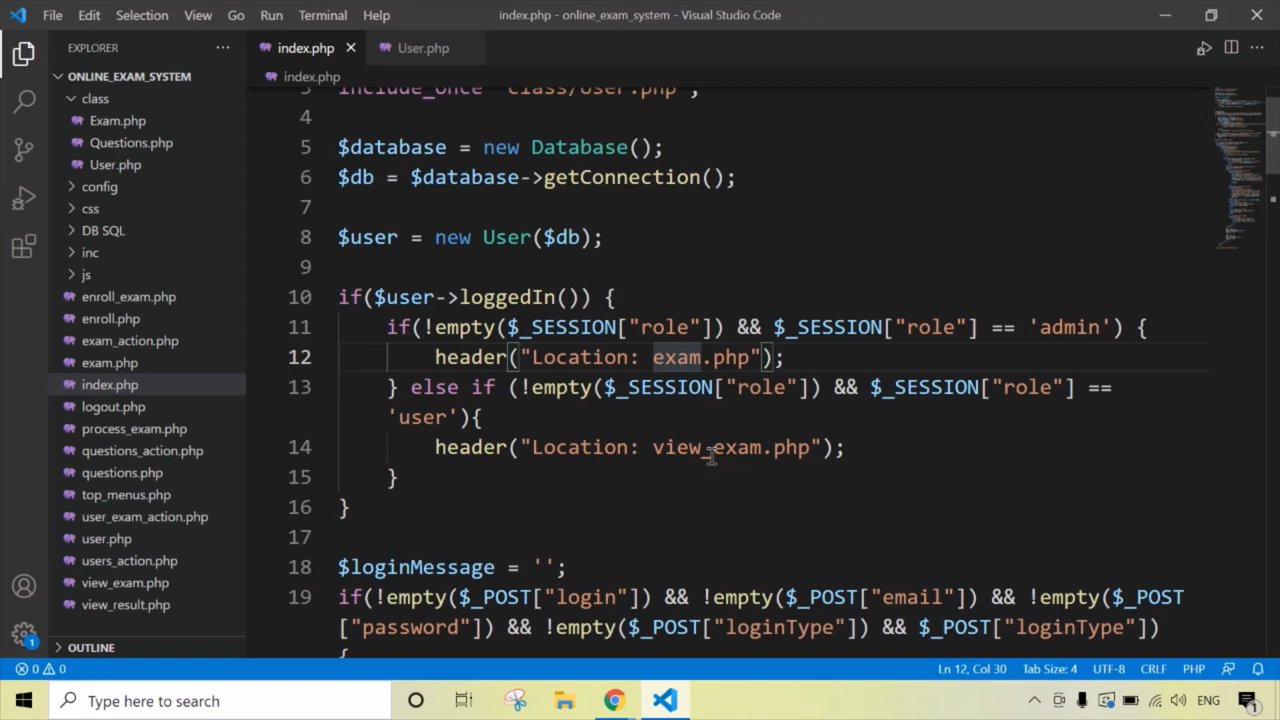 File Edit Selection View Go Run Terminal Help
index.php - online_exam_system - Visual Studio Code
EXPLORER
ONLINE_EXAM_SYSTEM
class
Exam.php
Questions.php
User.php
config
css
DB SQL
inc
js
enroll_exam.php
enroll.php
exam_action.php
exam.php
index.php
logout.php
process_exam.php
questions_action.php
questions.php
top_menus.php
user_exam_action.php
user.php
users_action.php
view_exam.php
view_result.php
OUTLINE
index.php User.php
index.php
3 include_once 'class/User.php';
4
5 $database = new Database();
6 $db = $database->getConnection();
7
8 $user = new User($db);
9
10 if($user->loggedIn()) {
11 if(!empty($_SESSION["role"]) && $_SESSION["role"] == 'admin') {
12 header("Location: exam.php");
13 } else if (!empty($_SESSION["role"]) && $_SESSION["role"] ==
'user'){
14 header("Location: view_exam.php");
15 }
16 }
17
18 $loginMessage = '';
19 if(!empty($_POST["login"]) && !empty($_POST["email"]) && !empty($_POST
["password"]) && !empty($_POST["loginType"]) && $_POST["loginType"])
{
0 0 Ln 12, Col 30 Tab Size: 4 UTF-8 CRLF PHP
Type here to search
ENG